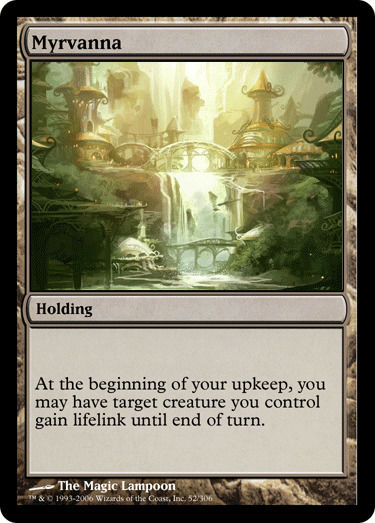 Myrvanna
Holding
At the beginning of your upkeep, you
may have target creature you control
gain lifelink until end of turn.
The Magic Lampoon
™ & © 1993-2006 Wizards of the Coast, Inc. 52/306